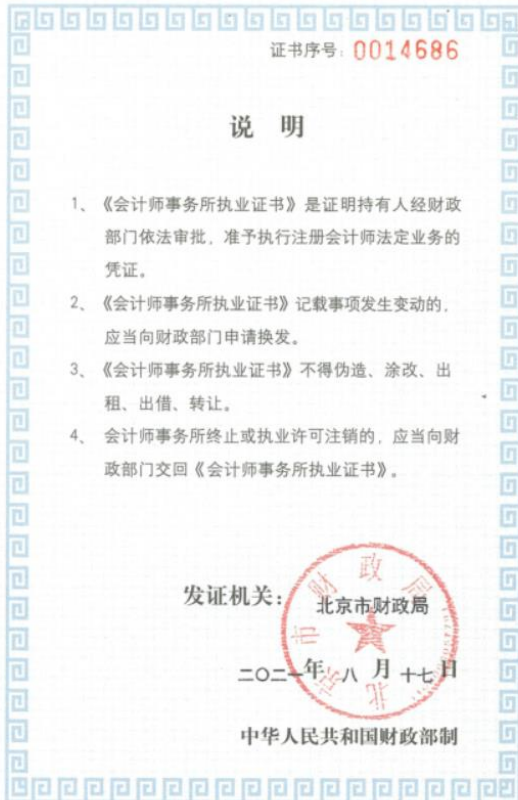 证书序号：0014686
说 明
1、《会计师事务所执业证书》是证明持有人经财政
部门依法审批，准予执行注册会计师法定业务的
凭证。
2、《会计师事务所执业证书》记载事项发生变动的，
应当向财政部门申请换发。
3、《会计师事务所执业证书》不得伪造、涂改、出
租、出借、转让。
4、 会计师事务所终止或执业许可注销的，应当向财
政部门交回《会计师事务所执业证书》。
北京市财政局
发证机关： 北京市财政局
二〇二一年 八 月 十七 日
中华人民共和国财政部制